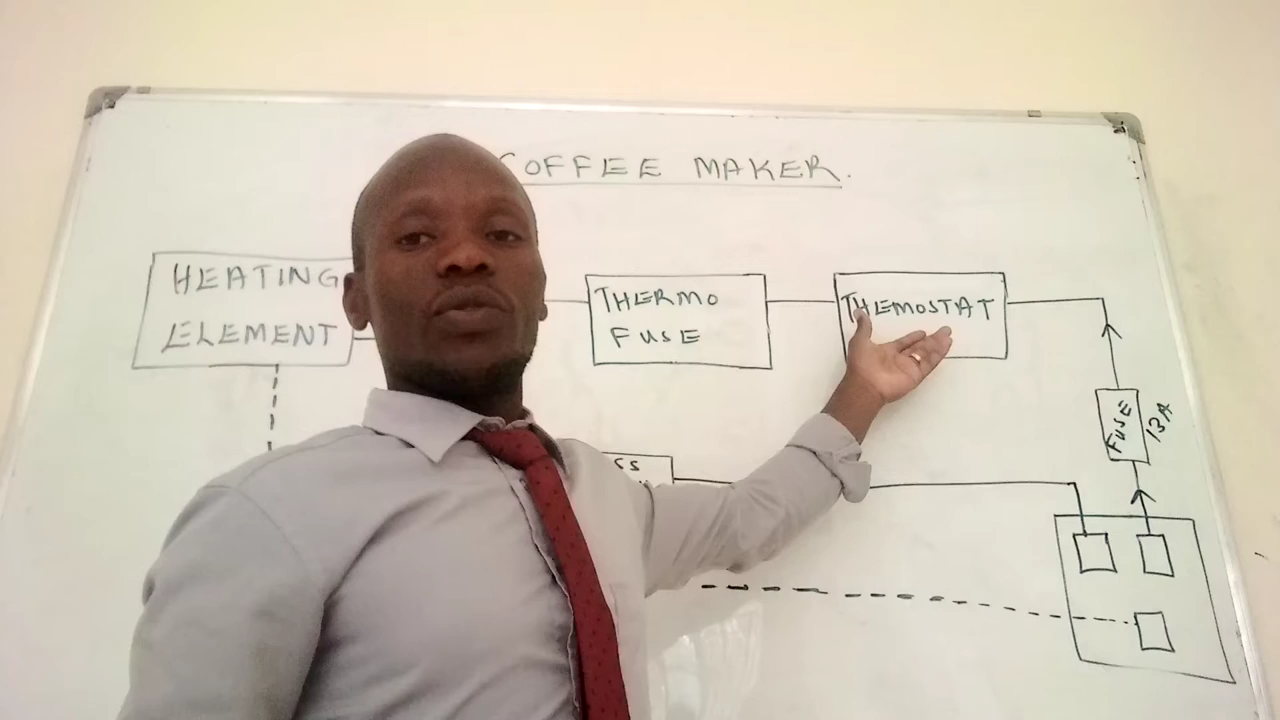 COFFEE MAKER.
HEATING
ELEMENT
THERMO
FUSE
THEMOSTAT
FUSE
13A